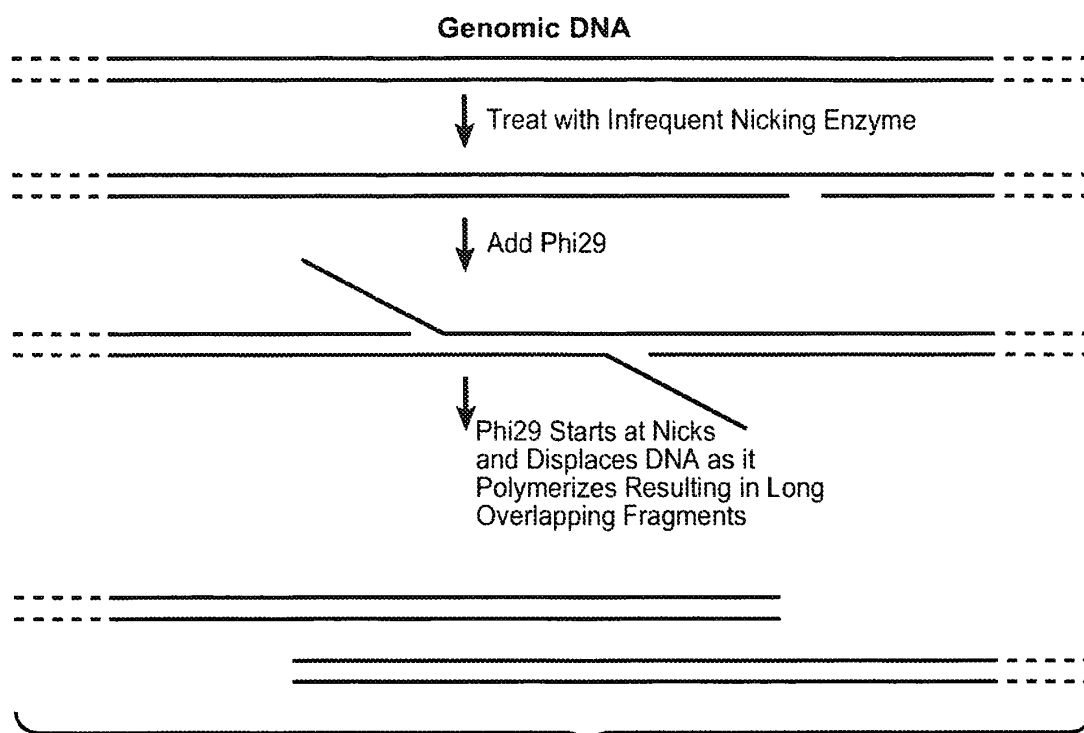 Genomic DNA
Treat with Infrequent Nicking Enzyme
Add Phi29
Phi29 Starts at Nicks
and Displaces DNA as it
Polymerizes Resulting in Long
Overlapping Fragments